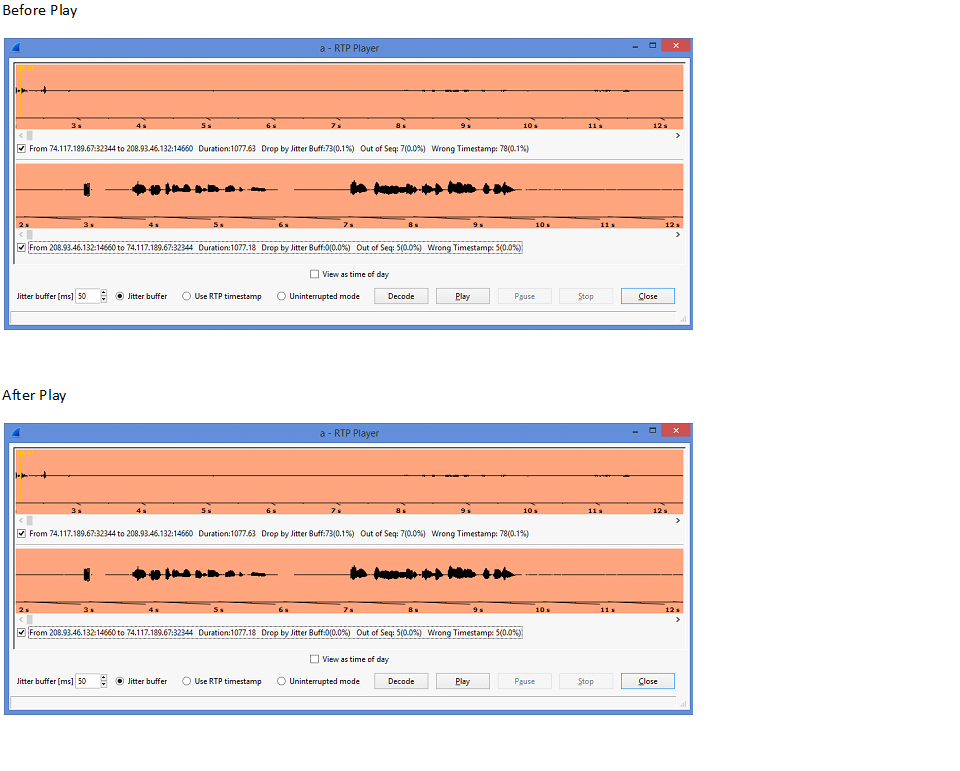 Before Play
a - RTP Player
3 s 4 s 5 s 6 s 7 s 8 s 9 s 10 s 11 s 12 s
From 74.117.189.67:32344 to 208.93.46.132:14660 Duration:1077.63 Drop by Jitter Buff:73(0.1%) Out of Seq: 7(0.0%) Wrong Timestamp: 78(0.1%)
2 s 3 s 4 s 5 s 6 s 7 s 8 s 9 s 10 s 11 s 12 s
From 208.93.46.132:14660 to 74.117.189.67:32344 Duration:1077.18 Drop by Jitter Buff:0(0.0%) Out of Seq: 5(0.0%) Wrong Timestamp: 5(0.0%)
View as time of day
Jitter buffer [ms] 50 Jitter buffer Use RTP timestamp Uninterrupted mode Decode Play Pause Stop Close
After Play
a - RTP Player
3 s 4 s 5 s 6 s 7 s 8 s 9 s 10 s 11 s 12 s
From 74.117.189.67:32344 to 208.93.46.132:14660 Duration:1077.63 Drop by Jitter Buff:73(0.1%) Out of Seq: 7(0.0%) Wrong Timestamp: 78(0.1%)
2 s 3 s 4 s 5 s 6 s 7 s 8 s 9 s 10 s 11 s 12 s
From 208.93.46.132:14660 to 74.117.189.67:32344 Duration:1077.18 Drop by Jitter Buff:0(0.0%) Out of Seq: 5(0.0%) Wrong Timestamp: 5(0.0%)
View as time of day
Jitter buffer [ms] 50 Jitter buffer Use RTP timestamp Uninterrupted mode Decode Play Pause Stop Close